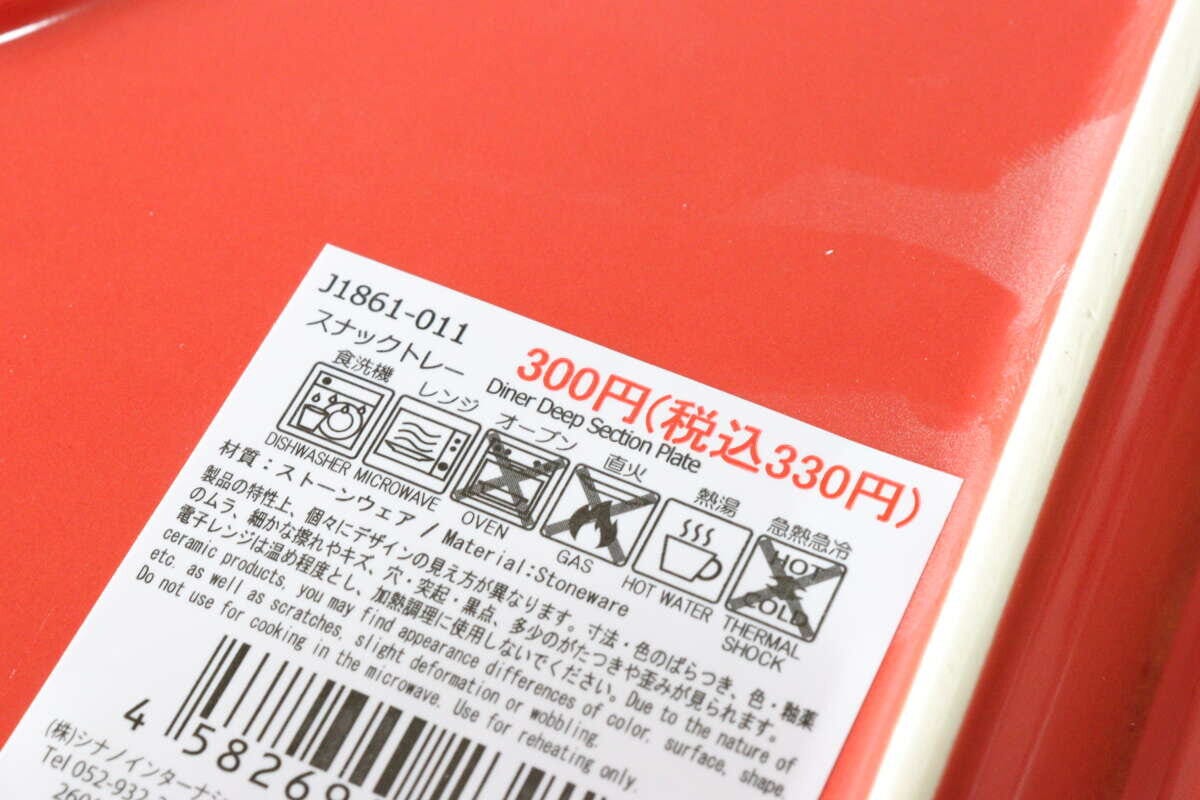 J1861-011
スナックトレー
300円(税込330円)
Diner Deep Section Plate
食洗機 レンジ オーブン 直火 熱湯 急熱急冷
HOT
COLD
DISHWASHER MICROWAVE OVEN GAS HOT WATER THERMAL SHOCK
材質：ストーンウェア / Material:Stoneware
製品の特性上、個々にデザインの見え方が異なります。寸法・色のばらつき、色・釉薬
のムラ、細かな擦れやキズ、穴・突起・黒点、多少のがたつきや歪みが見られます。
電子レンジは温め程度とし、加熱調理に使用しないでください。Due to the nature of
ceramic products, you may find appearance differences of color, surface, shape
etc. as well as scratches, slight deformation or wobbling.
Do not use for cooking in the microwave. Use for reheating only.
4 58269
(株)シナノインターナシ
Tel 052-932
260